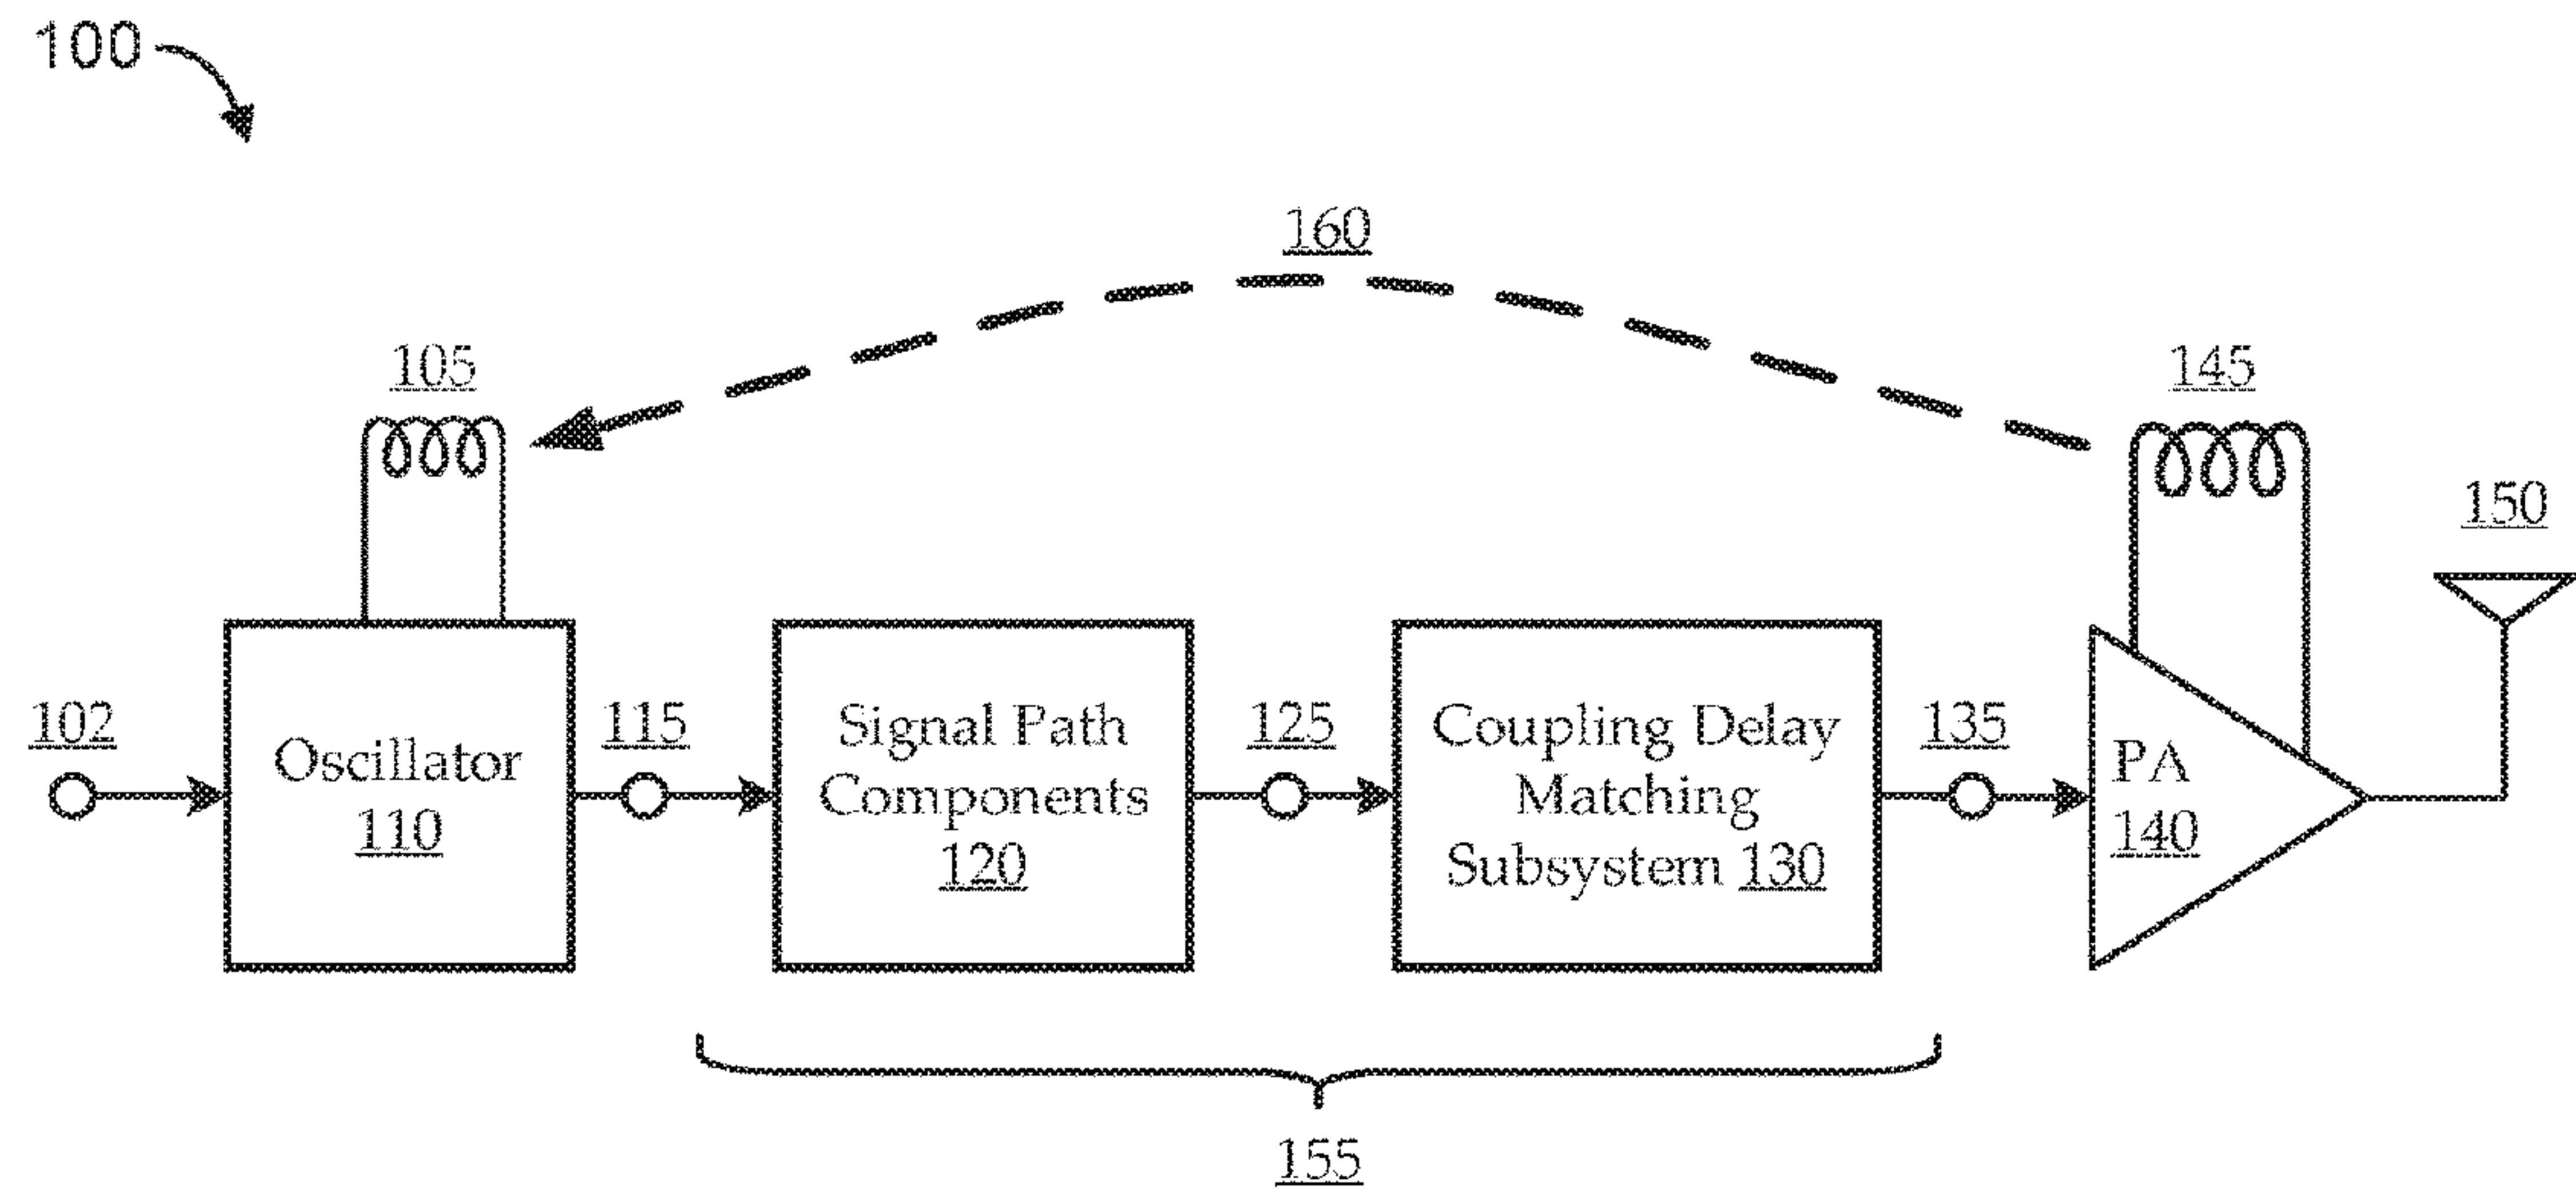 100
160
105
145
150
102
Oscillator
110
115
Signal Path
Components
120
125
Coupling Delay
Matching
Subsystem 130
135
PA
140
155